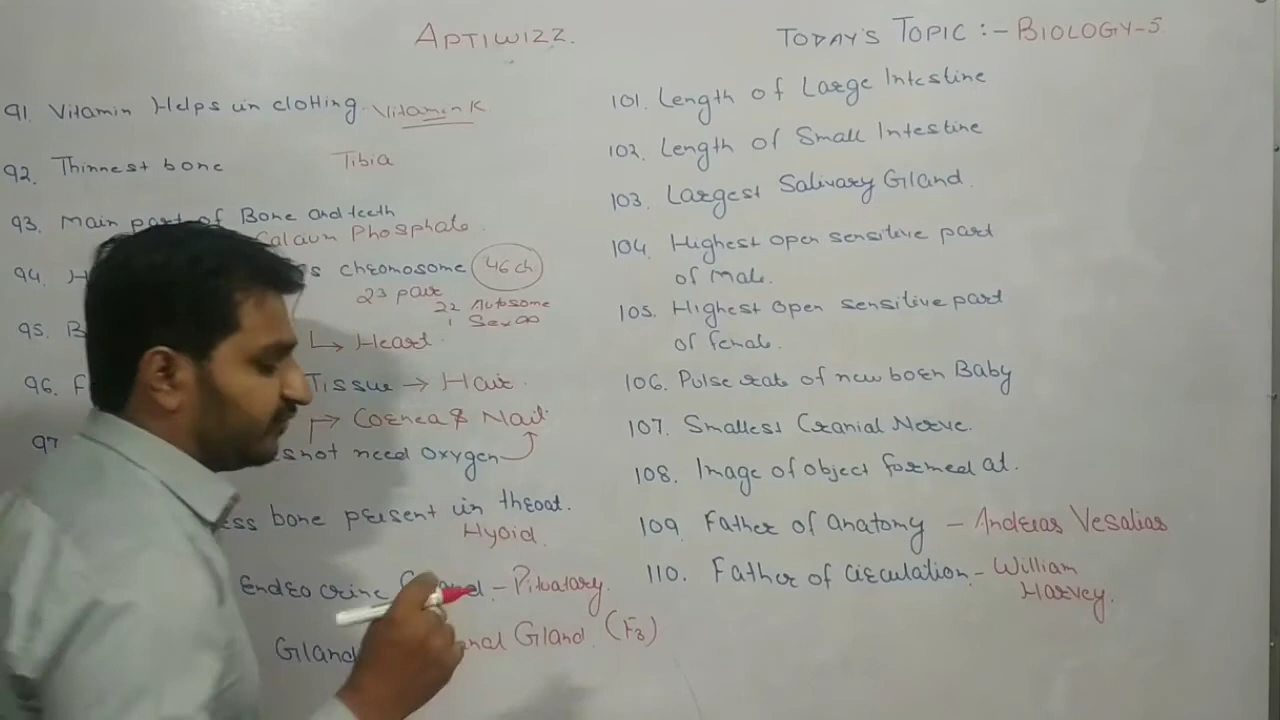 APTIWIZZ.
TODAY'S TOPIC :- BIOLOGY-5
91. Vitamin Helps in clotting. Vitamin K
92. Thinnest bone Tibia
93. Main part of Bone and teeth
Phosphate.
94. chromosome 46 ch
23 pair
22 Autosome
1
95. → Heart.
96. Tissue → Hair.
→ Cornea & Nail.
97 not need oxygen
bone present in throat.
Hyoid.
Endocrine - Pituatary.
Gland Gland. (F3)
101. Length of Large Intestine
102. Length of Small Intestine
103. Largest Salivary Gland.
104. Highest open sensitive part
of male.
105. Highest open sensitive part
of female.
106. Pulse rate of new born Baby
107. Smallest Cranial Nerve.
108. Image of object formed at.
109. Father of anatomy - Anderas Vesalias
110. Father of circulation. - William
Harvey.